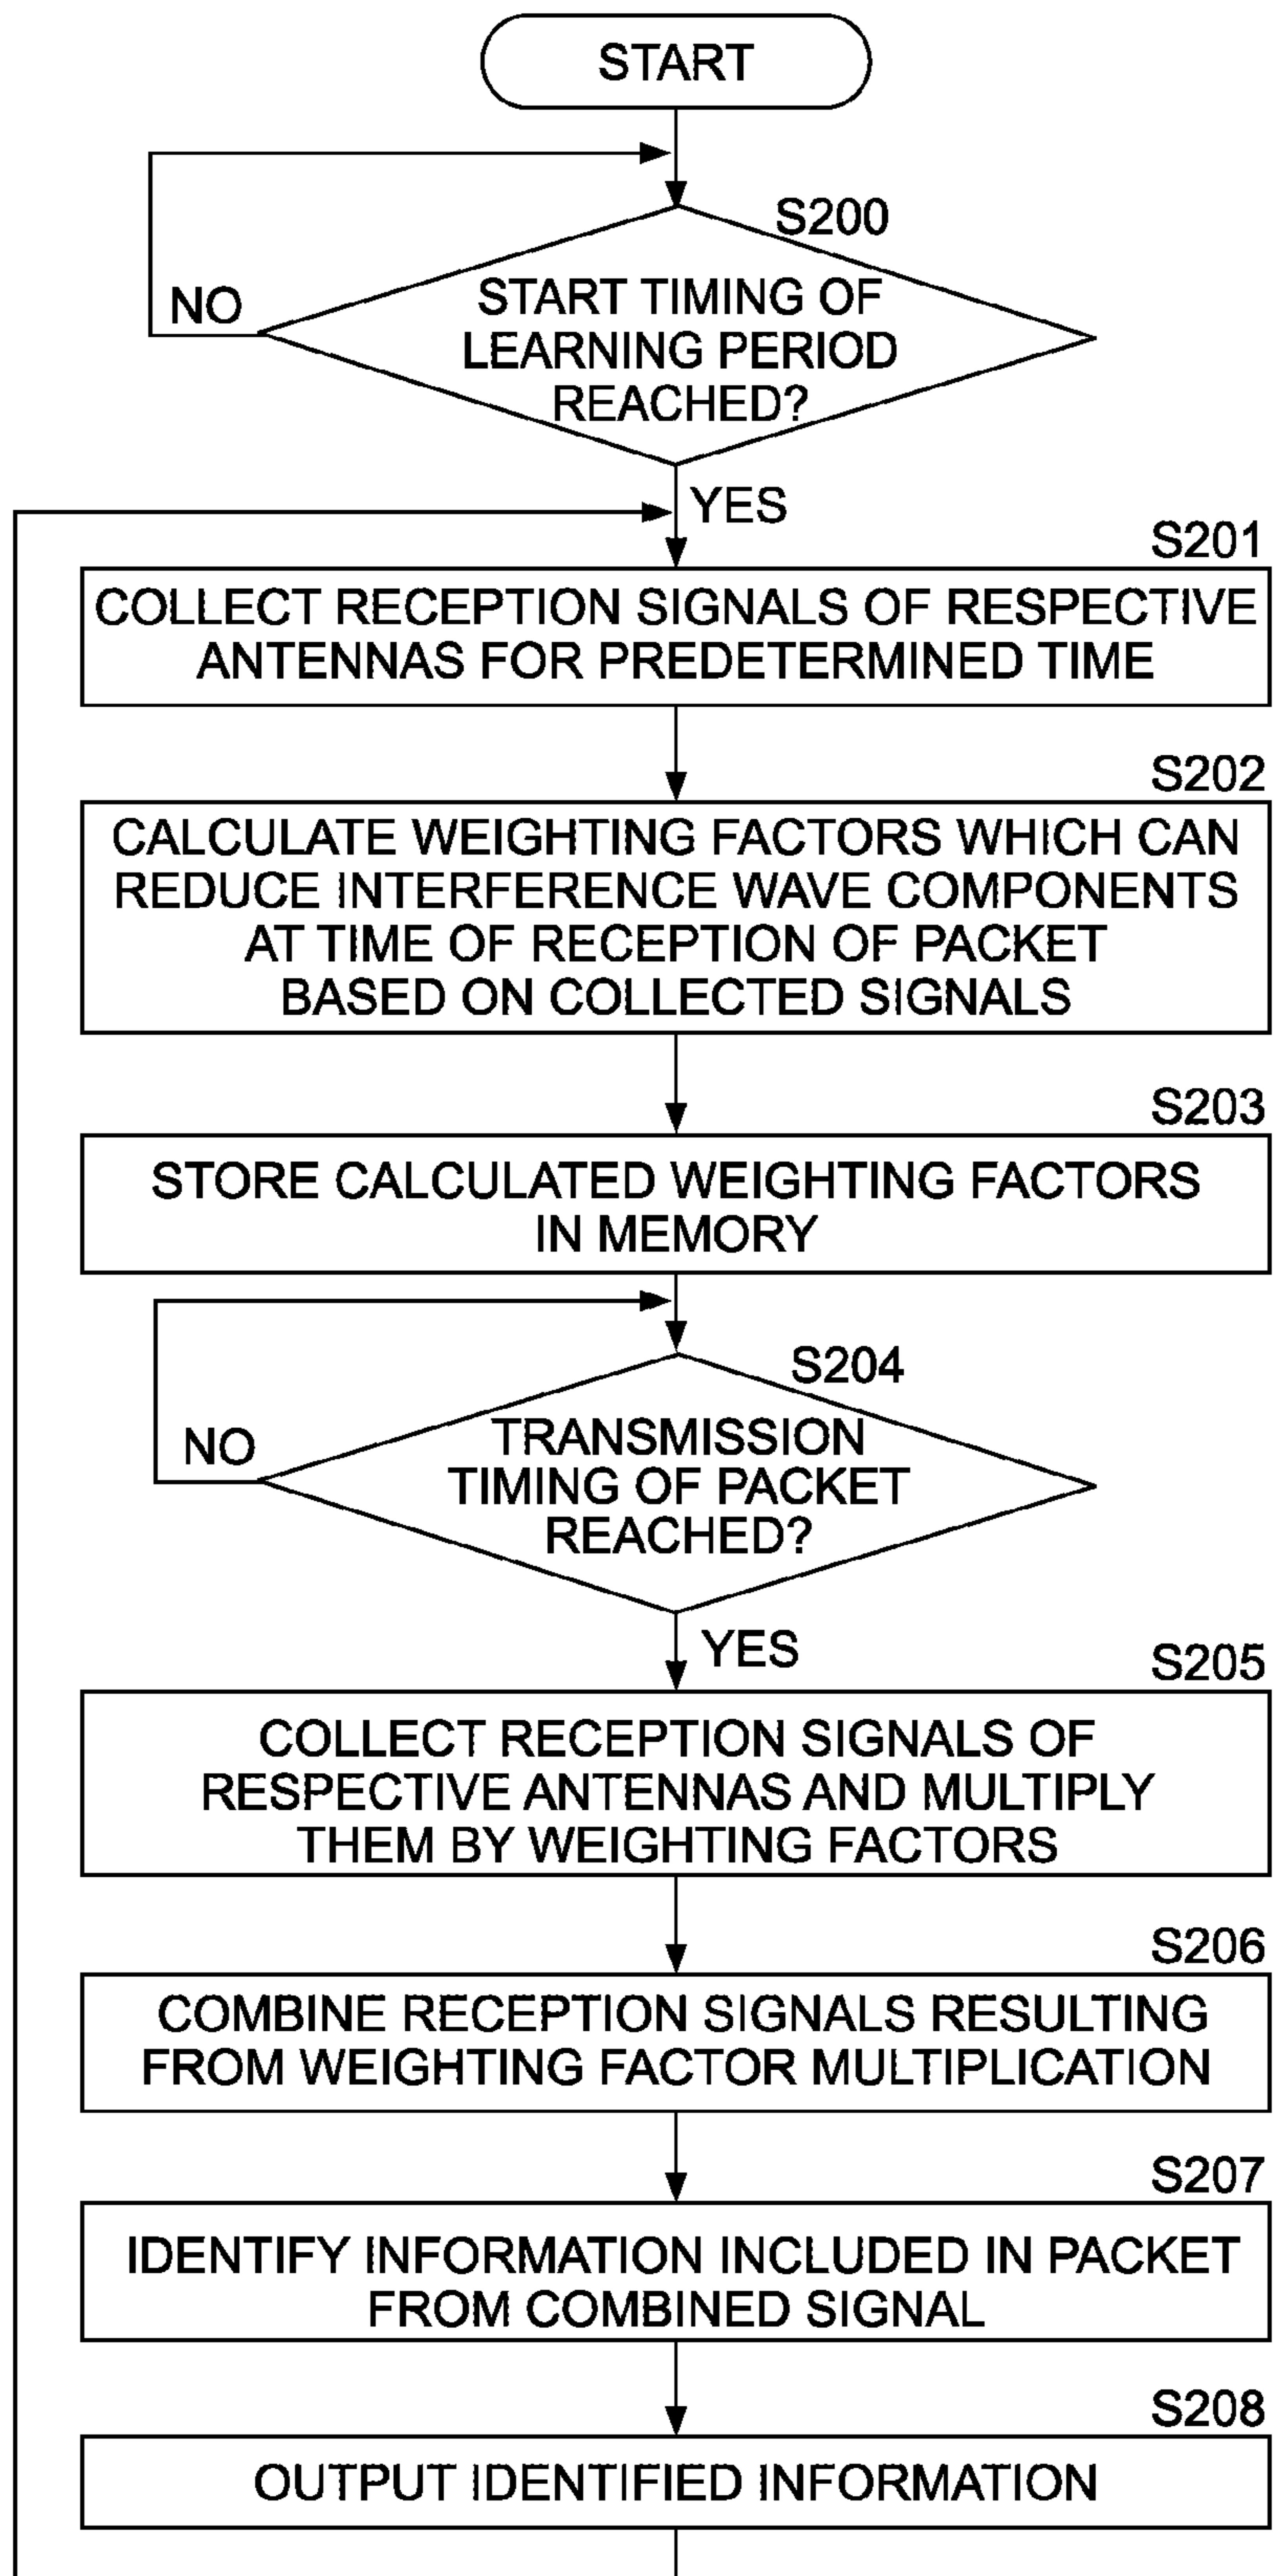 START
S200
START TIMING OF
LEARNING PERIOD
REACHED?
NO
YES
S201
COLLECT RECEPTION SIGNALS OF RESPECTIVE
ANTENNAS FOR PREDETERMINED TIME
S202
CALCULATE WEIGHTING FACTORS WHICH CAN
REDUCE INTERFERENCE WAVE COMPONENTS
AT TIME OF RECEPTION OF PACKET
BASED ON COLLECTED SIGNALS
S203
STORE CALCULATED WEIGHTING FACTORS
IN MEMORY
S204
TRANSMISSION
TIMING OF PACKET
REACHED?
NO
YES
S205
COLLECT RECEPTION SIGNALS OF
RESPECTIVE ANTENNAS AND MULTIPLY
THEM BY WEIGHTING FACTORS
S206
COMBINE RECEPTION SIGNALS RESULTING
FROM WEIGHTING FACTOR MULTIPLICATION
S207
IDENTIFY INFORMATION INCLUDED IN PACKET
FROM COMBINED SIGNAL
S208
OUTPUT IDENTIFIED INFORMATION